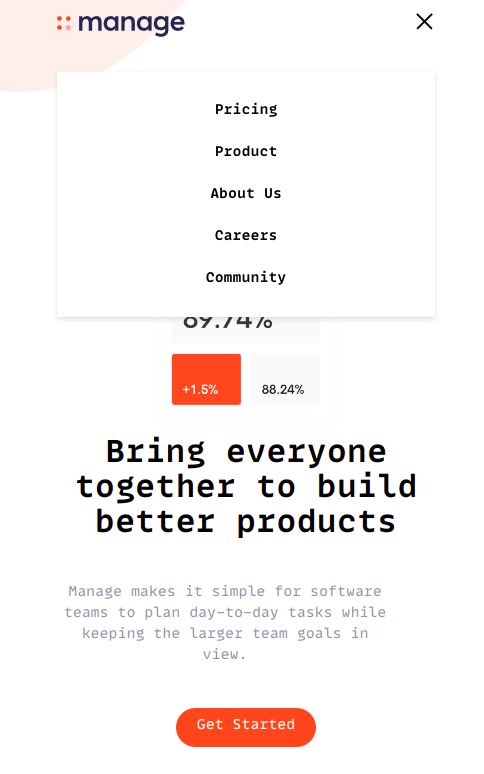 manage
Pricing
Product
About Us
Careers
Community
89.74%
+1.5%
88.24%
Bring everyone
together to build
better products
Manage makes it simple for software
teams to plan day-to-day tasks while
keeping the larger team goals in
view.
Get Started